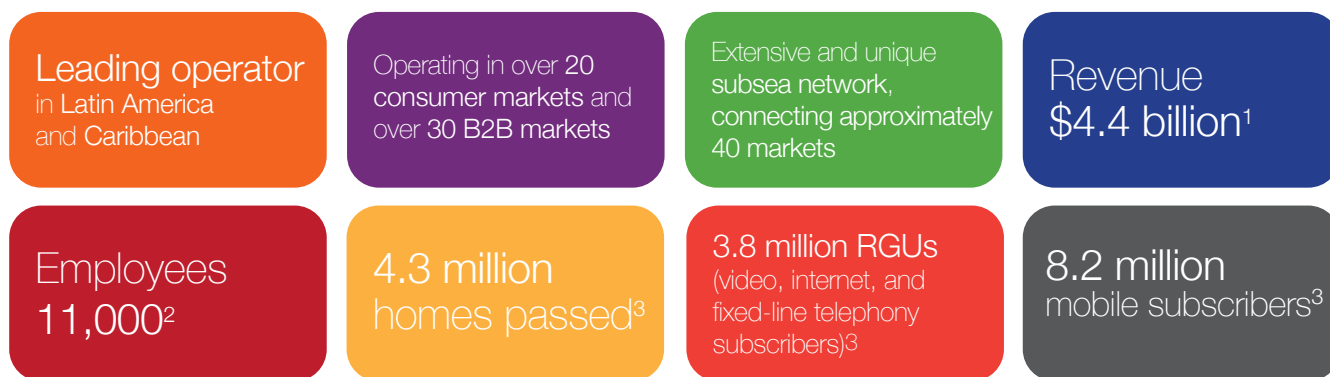 Leading operator
in Latin America
and Caribbean
Operating in over 20
consumer markets and
over 30 B2B markets
Extensive and unique
subsea network,
connecting approximately
40 markets
Revenue
$4.4 billion¹
Employees
11,000²
4.3 million
homes passed³
3.8 million RGUs
(video, internet, and
fixed-line telephony
subscribers)³
8.2 million
mobile subscribers³